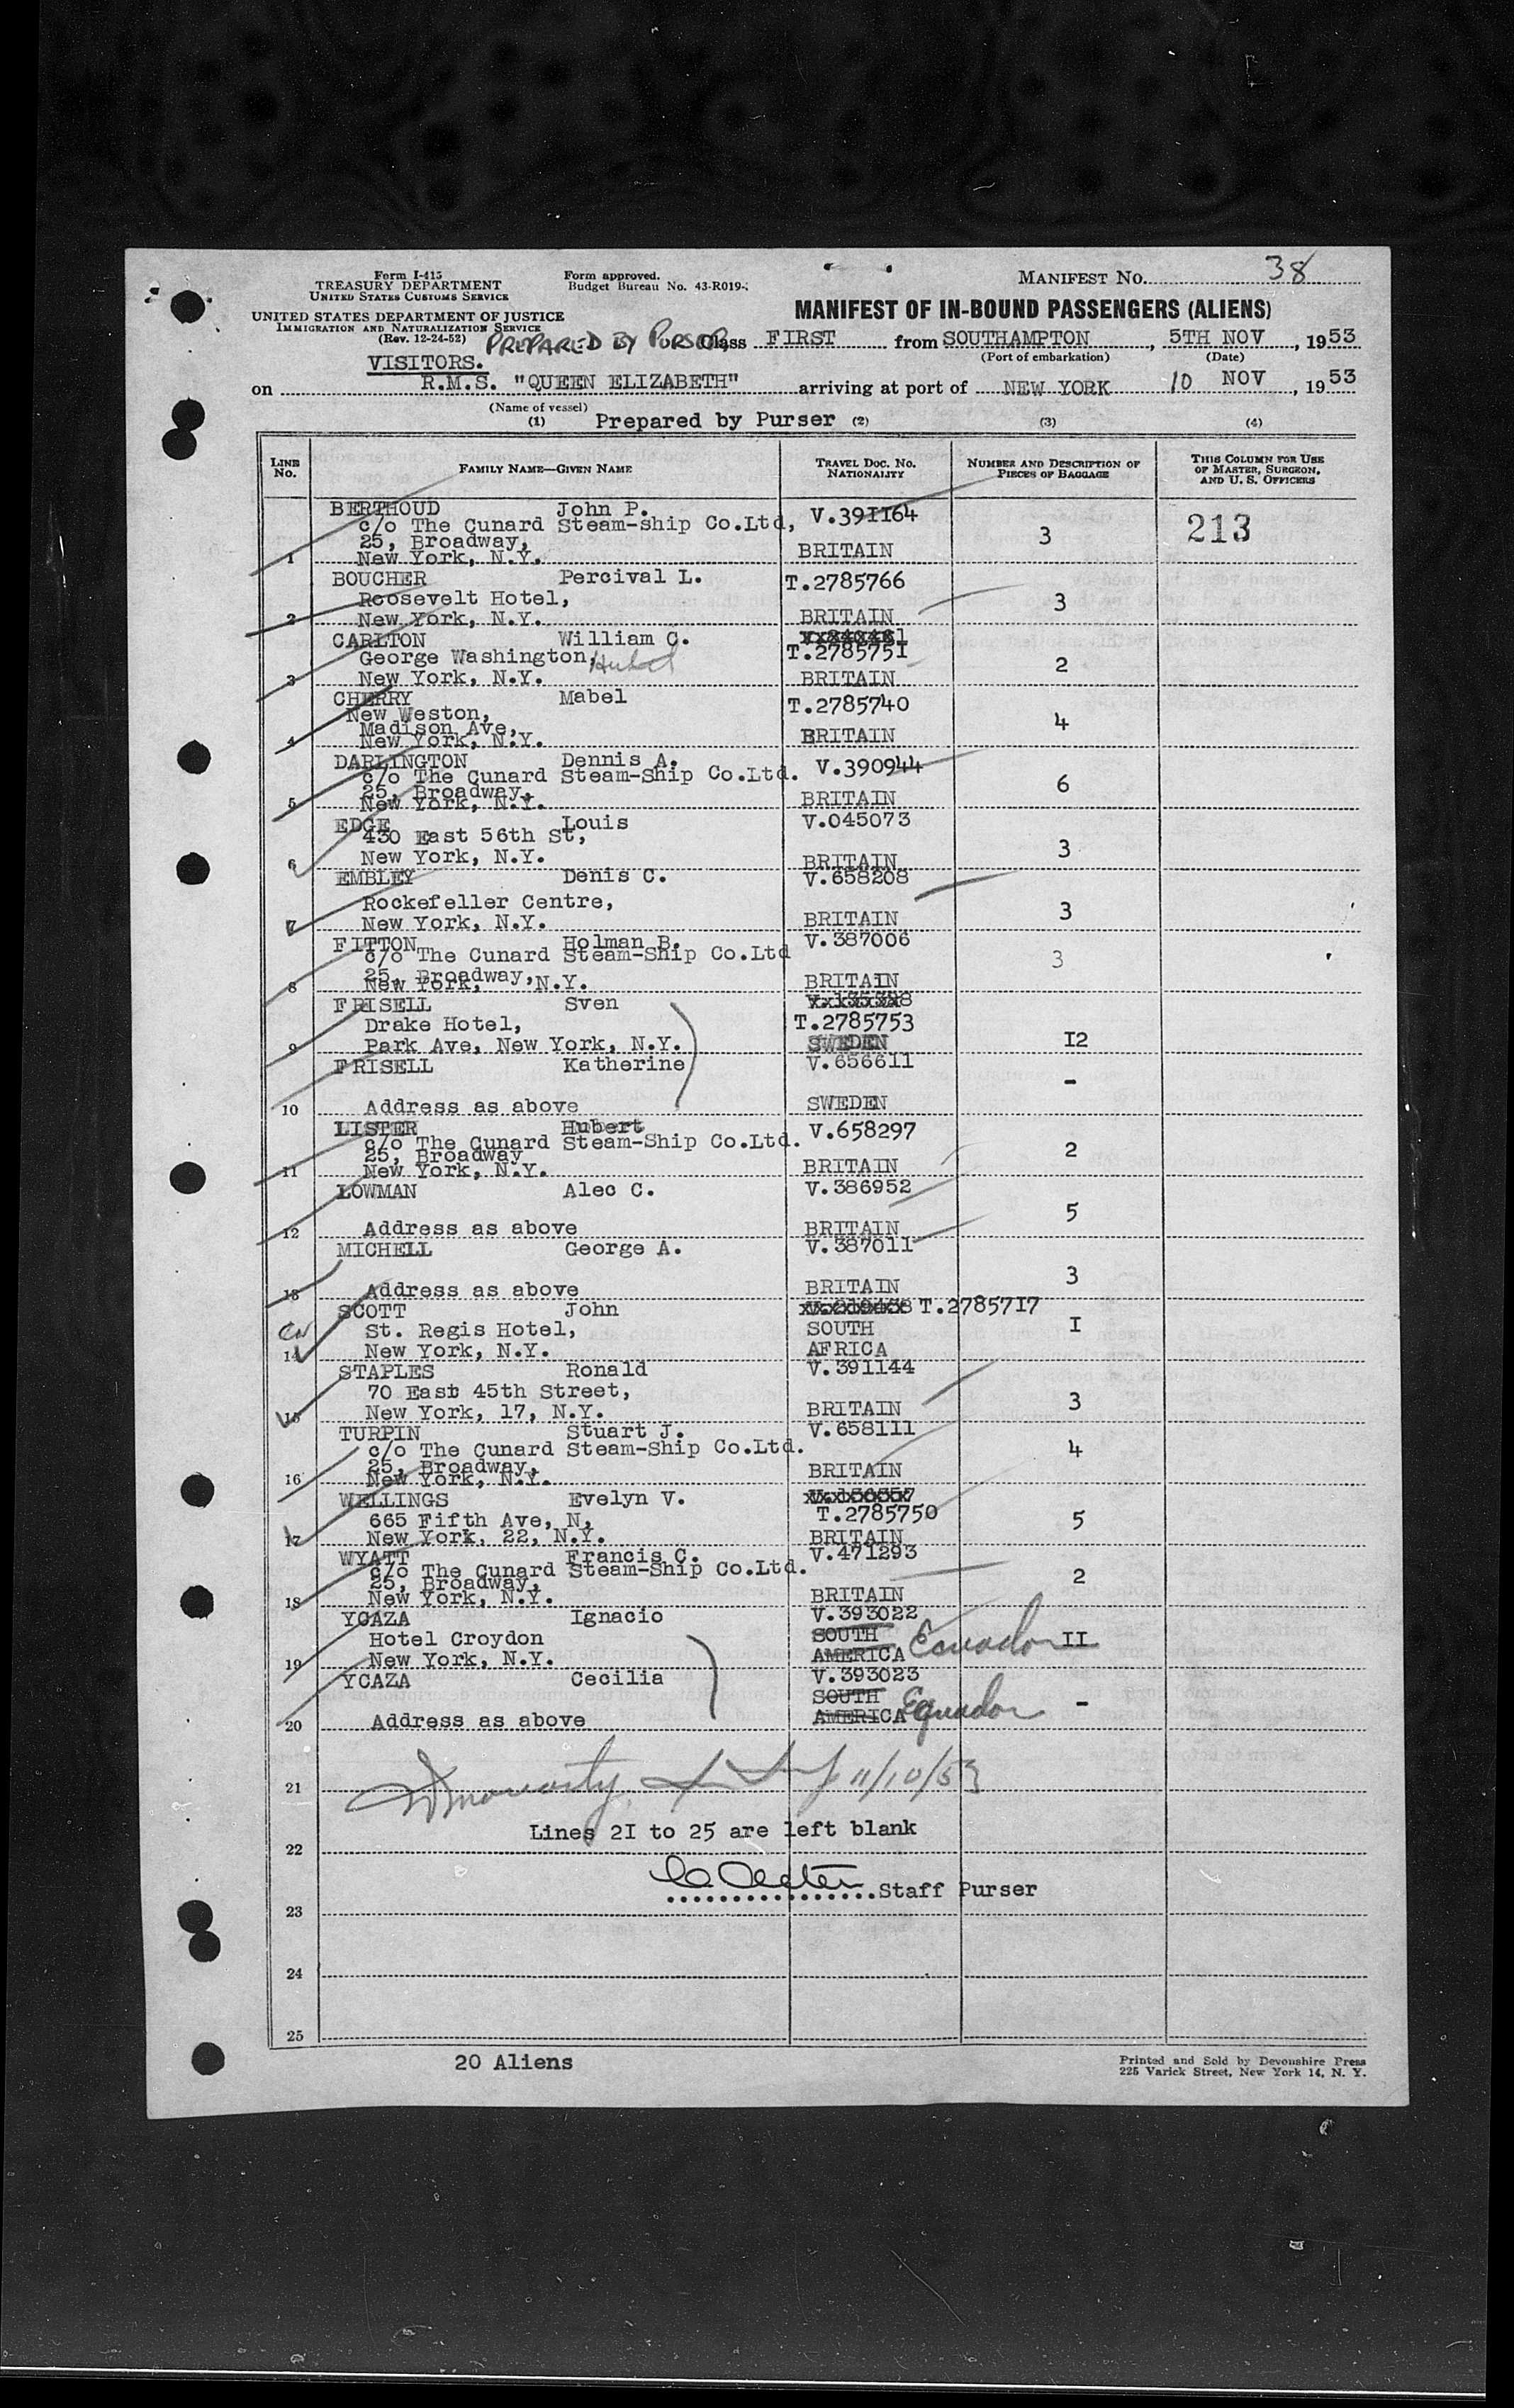 Form I-415
TREASURY DEPARTMENT
UNITED STATES CUSTOMS SERVICE
UNITED STATES DEPARTMENT OF JUSTICE
IMMIGRATION AND NATURALIZATION SERVICE
(Rev. 12-24-52)
Form approved.
Budget Bureau No. 43-R019-
MANIFEST NO. 38
MANIFEST OF IN-BOUND PASSENGERS (ALIENS)
PREPARED BY PURSER
Class FIRST from SOUTHAMPTON, 5TH NOV, 1953
(Port of embarkation) (Date)
VISITORS.
on R.M.S. "QUEEN ELIZABETH" arriving at port of NEW YORK 10 NOV, 1953
(Name of vessel)
(1) Prepared by Purser (2) (3) (4)
LINE No. FAMILY NAME—GIVEN NAME TRAVEL DOC. NO. NATIONALITY NUMBER AND DESCRIPTION OF PIECES OF BAGGAGE THIS COLUMN FOR USE OF MASTER, SURGEON, AND U. S. OFFICERS
BERTHOUD John P. V.391164
c/o The Cunard Steam-ship Co.Ltd,
25, Broadway, 3 213
1 New York, N.Y. BRITAIN
BOUCHER Percival L. T.2785766
Roosevelt Hotel, 3
2 New York, N.Y. BRITAIN
CARLTON William C.
George Washington, T.2785751
3 New York, N.Y. BRITAIN 2
CHERRY Mabel T.2785740
New Weston,
Madison Ave, 4
4 New York, N.Y. BRITAIN
DARLINGTON Dennis A. V.390944
c/o The Cunard Steam-Ship Co.Ltd.
25, Broadway, 6
5 New York, N.Y. BRITAIN
EDGE Louis V.045073
430 East 56th St,
6 New York, N.Y. BRITAIN 3
EMBLEY Denis C. V.658208
Rockefeller Centre,
7 New York, N.Y. BRITAIN 3
FITTON Holman B. V.387006
c/o The Cunard Steam-Ship Co.Ltd
25, Broadway, 3
8 New York, N.Y. BRITAIN
FRISELL Sven
Drake Hotel, T.2785753
9 Park Ave, New York, N.Y. SWEDEN I2
FRISELL Katherine V.656611
-
10 Address as above SWEDEN
LISTER Hubert V.658297
c/o The Cunard Steam-Ship Co.Ltd.
25, Broadway 2
11 New York, N.Y. BRITAIN
LOWMAN Alec C. V.386952
5
12 Address as above BRITAIN
MICHELL George A. V.387011
3
13 Address as above BRITAIN
SCOTT John T.2785717
St. Regis Hotel, SOUTH I
14 New York, N.Y. AFRICA
STAPLES Ronald V.391144
70 East 45th Street,
15 New York, 17, N.Y. BRITAIN 3
TURPIN Stuart J. V.658111
c/o The Cunard Steam-Ship Co.Ltd. 4
25, Broadway,
16 New York, N.Y. BRITAIN
WELLINGS Evelyn V.
665 Fifth Ave, N, T.2785750 5
17 New York, 22, N.Y. BRITAIN
WYATT Francis C. V.471293
c/o The Cunard Steam-Ship Co.Ltd.
25, Broadway, 2
18 New York, N.Y. BRITAIN
YCAZA Ignacio V.393022
Hotel Croydon SOUTH Ecuador II
19 New York, N.Y. AMERICA
YCAZA Cecilia V.393023
SOUTH Equador -
20 Address as above AMERICA
21 11/10/53
Lines 2I to 25 are left blank
22
Staff Purser
23
24
25
20 Aliens
Printed and Sold by Devonshire Press
225 Varick Street, New York 14, N. Y.